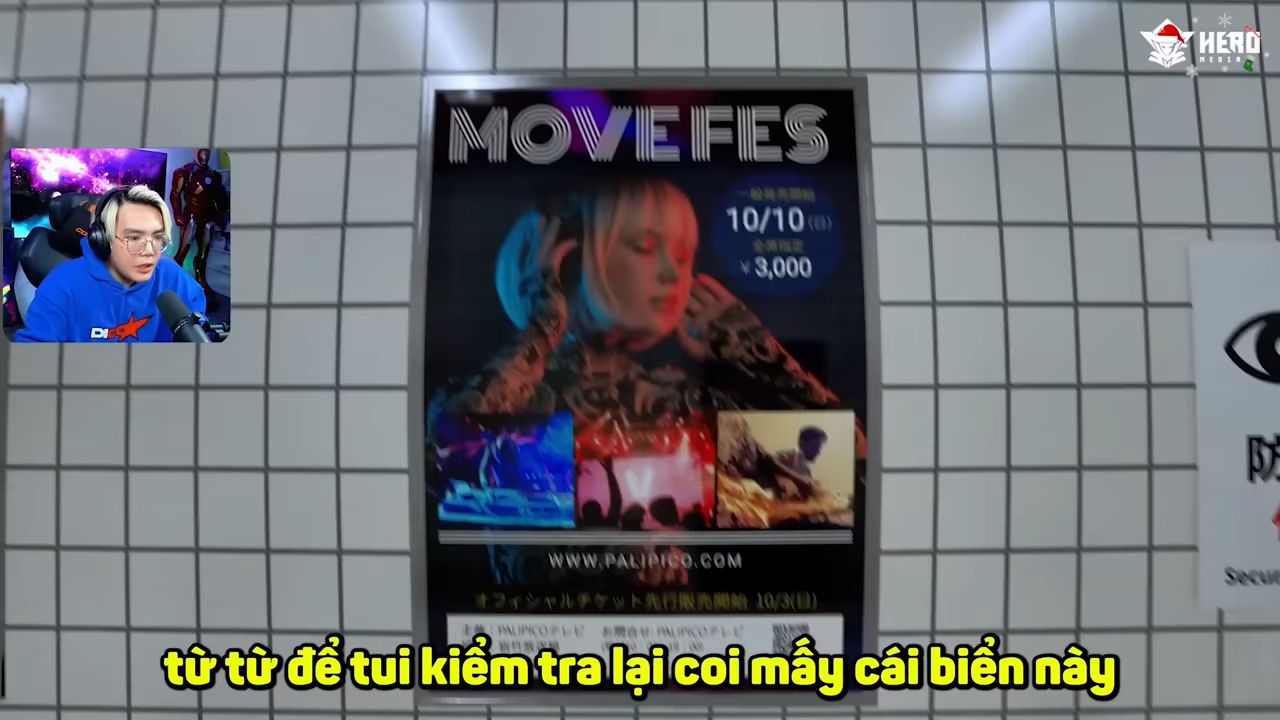 HERO
MEDIA
MOVE FES
一般発売開始
10/10(日)
全席指定
¥3,000
WWW.PALIPICO.COM
オフィシャルチケット先行販売開始 10/3(日)
主催:PALIPICOテレビ お問合せ:PALIPICOテレビ
防
Secur
từ từ để tui kiểm tra lại coi mấy cái biển này